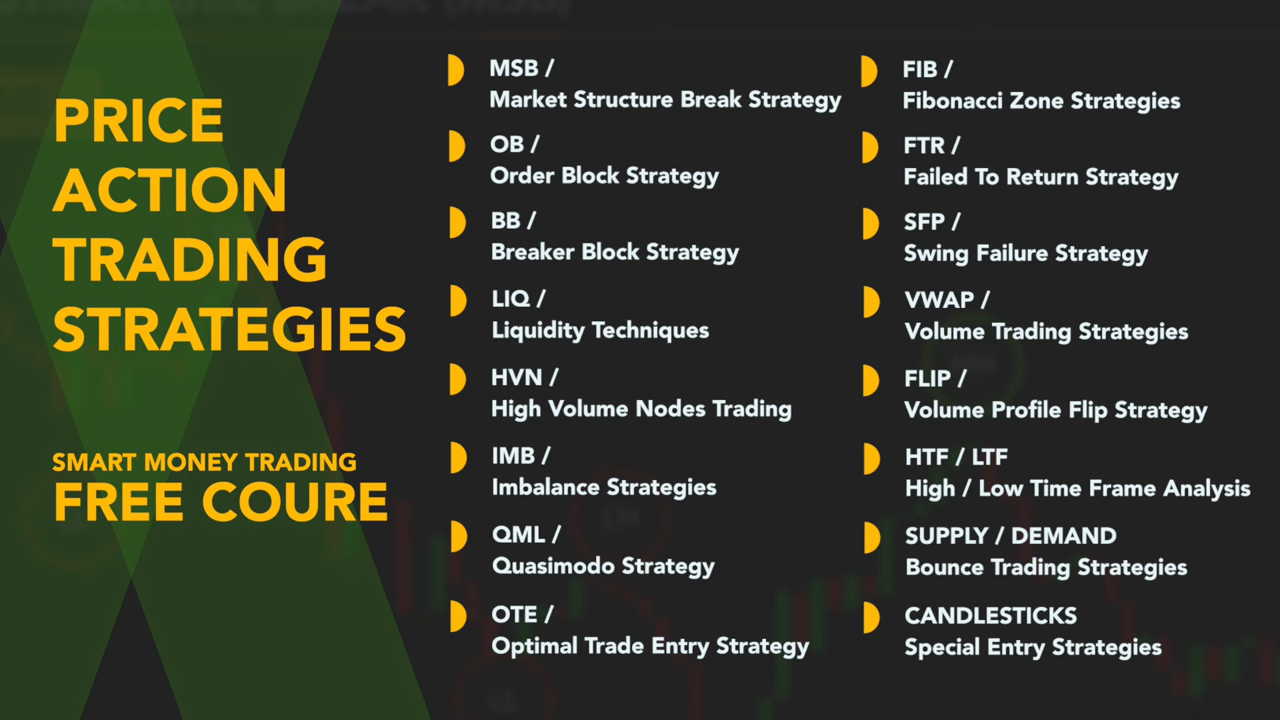 PRICE
ACTION
TRADING
STRATEGIES
SMART MONEY TRADING
FREE COURE
MSB /
Market Structure Break Strategy
OB /
Order Block Strategy
BB /
Breaker Block Strategy
LIQ /
Liquidity Techniques
HVN /
High Volume Nodes Trading
IMB /
Imbalance Strategies
QML /
Quasimodo Strategy
OTE /
Optimal Trade Entry Strategy
FIB /
Fibonacci Zone Strategies
FTR /
Failed To Return Strategy
SFP /
Swing Failure Strategy
VWAP /
Volume Trading Strategies
FLIP /
Volume Profile Flip Strategy
HTF / LTF
High / Low Time Frame Analysis
SUPPLY / DEMAND
Bounce Trading Strategies
CANDLESTICKS
Special Entry Strategies